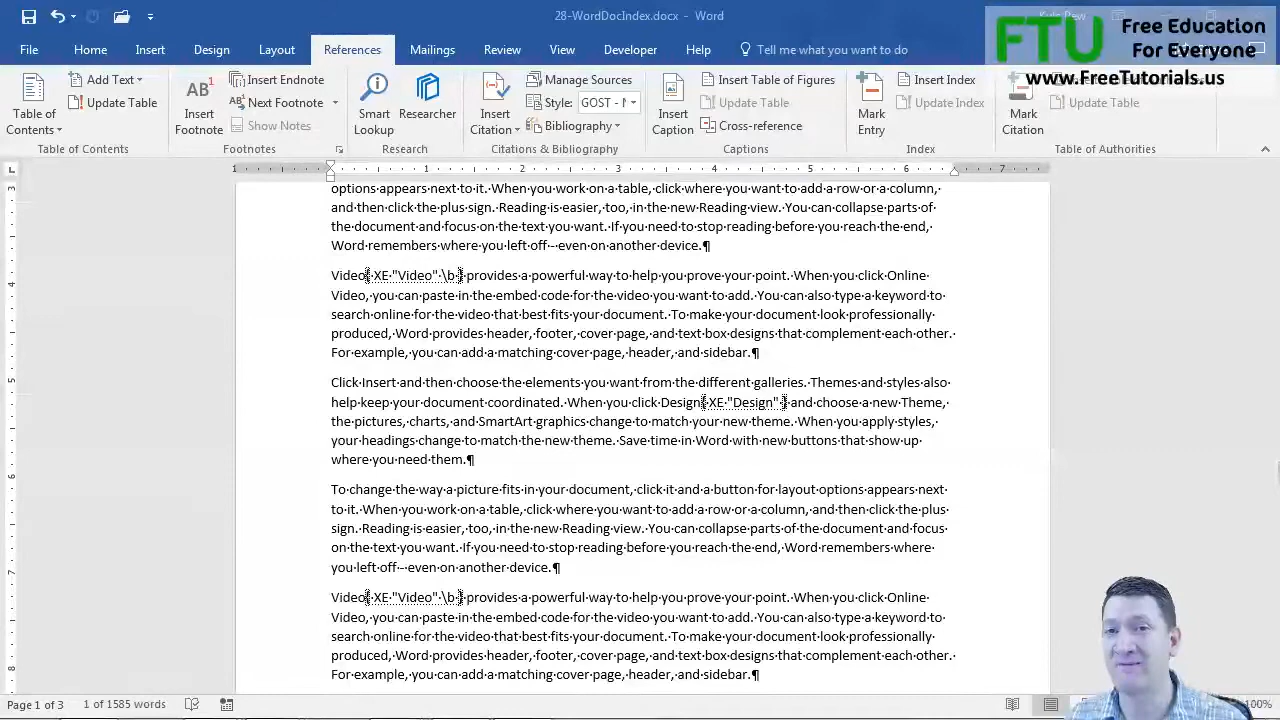 28-WordDocIndex.docx - Word
FTU Free Education
For Everyone
www.FreeTutorials.us
File Home Insert Design Layout References Mailings Review View Developer Help Tell me what you want to do
Table of Contents
Add Text
Update Table
Table of Contents
AB1 Insert Footnote
Insert Endnote
Next Footnote
Show Notes
Footnotes
Smart Lookup
Researcher
Research
Insert Citation
Manage Sources
Style: GOST - N
Bibliography
Citations & Bibliography
Insert Caption
Insert Table of Figures
Update Table
Cross-reference
Captions
Mark Entry
Insert Index
Update Index
Index
Mark Citation
Update Table
Table of Authorities
1 1 2 3 4 5 6 7
options appears next to it. When you work on a table, click where you want to add a row or a column,
and then click the plus sign. Reading is easier, too, in the new Reading view. You can collapse parts of
the document and focus on the text you want. If you need to stop reading before you reach the end,
Word remembers where you left off -- even on another device.¶
Video{ XE "Video" \b } provides a powerful way to help you prove your point. When you click Online
Video, you can paste in the embed code for the video you want to add. You can also type a keyword to
search online for the video that best fits your document. To make your document look professionally
produced, Word provides header, footer, cover page, and text box designs that complement each other.
For example, you can add a matching cover page, header, and sidebar.¶
Click Insert and then choose the elements you want from the different galleries. Themes and styles also
help keep your document coordinated. When you click Design{ XE "Design" } and choose a new Theme,
the pictures, charts, and SmartArt graphics change to match your new theme. When you apply styles,
your headings change to match the new theme. Save time in Word with new buttons that show up
where you need them.¶
To change the way a picture fits in your document, click it and a button for layout options appears next
to it. When you work on a table, click where you want to add a row or a column, and then click the plus
sign. Reading is easier, too, in the new Reading view. You can collapse parts of the document and focus
on the text you want. If you need to stop reading before you reach the end, Word remembers where
you left off -- even on another device.¶
Video{ XE "Video" \b } provides a powerful way to help you prove your point. When you click Online
Video, you can paste in the embed code for the video you want to add. You can also type a keyword to
search online for the video that best fits your document. To make your document look professionally
produced, Word provides header, footer, cover page, and text box designs that complement each other.
For example, you can add a matching cover page, header, and sidebar.¶
3
4
5
6
7
8
Page 1 of 3 1 of 1585 words 100%